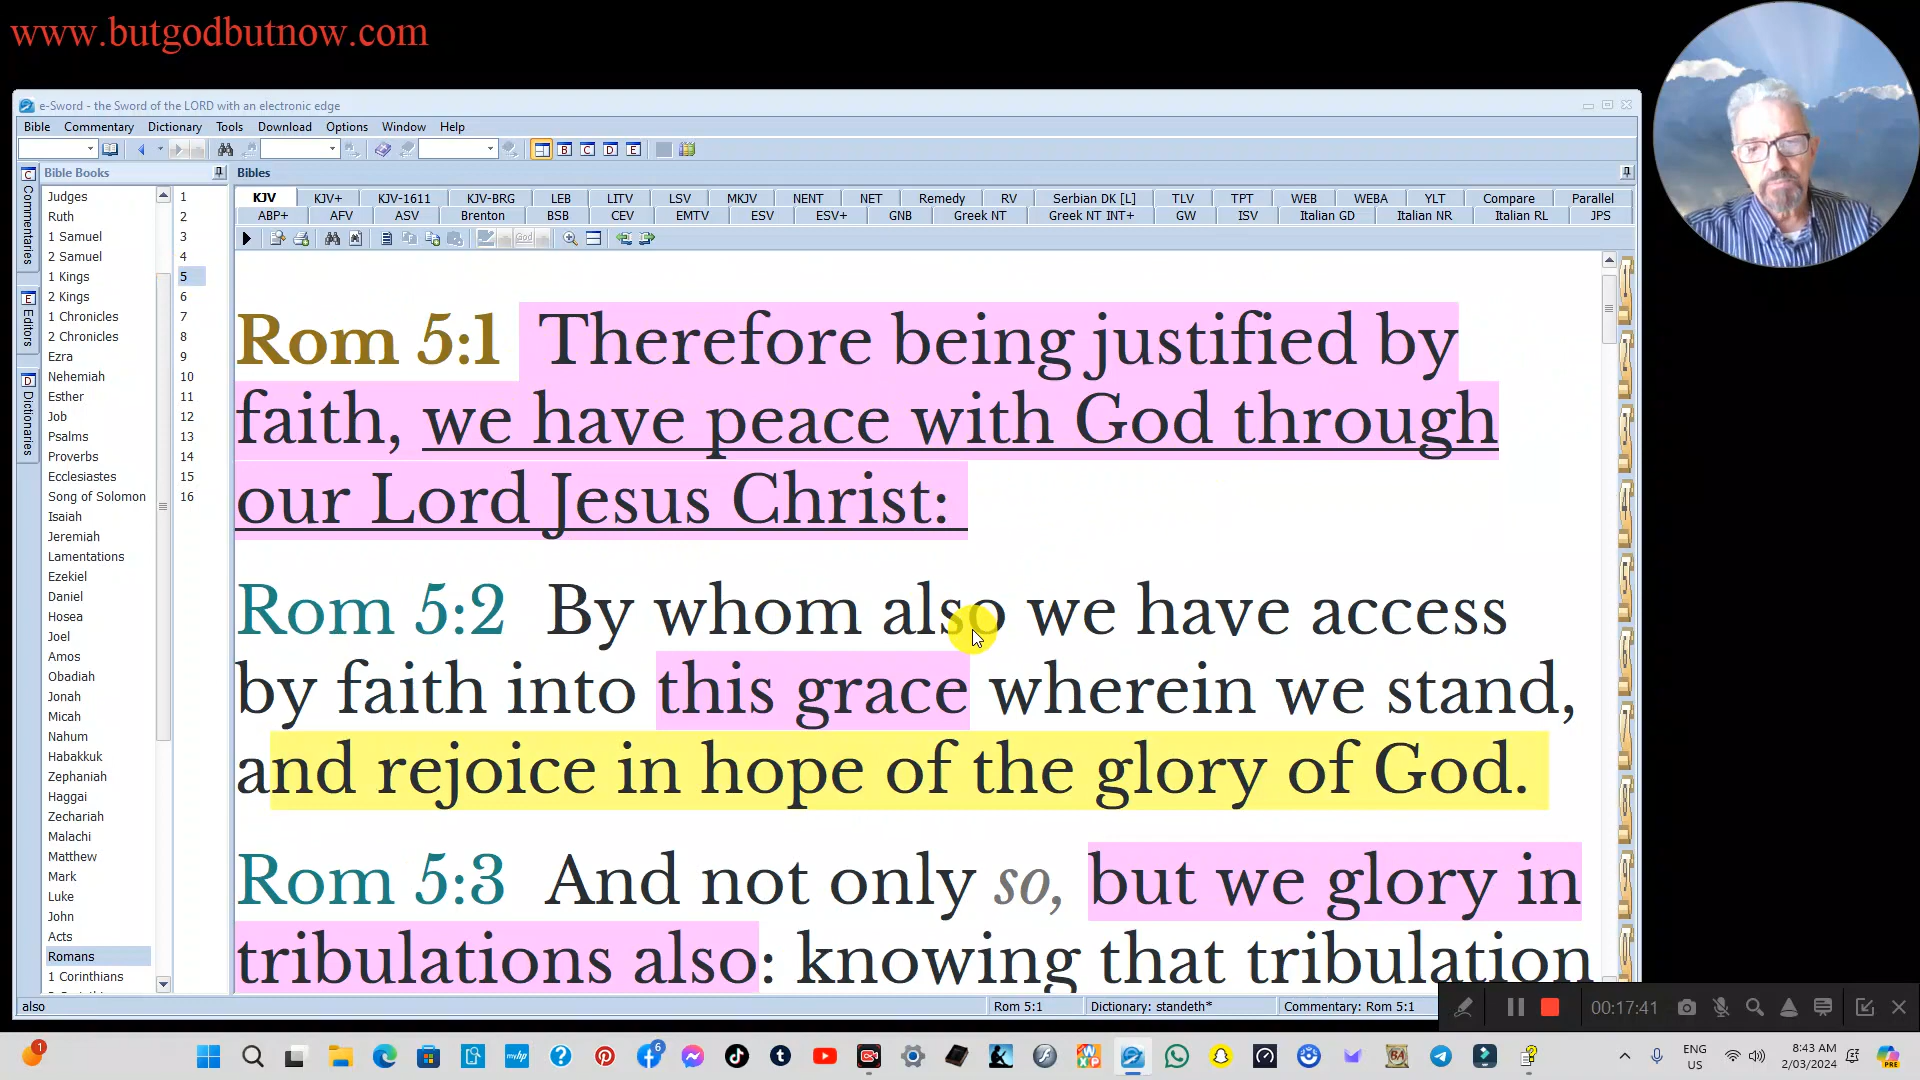 www.butgodbutnow.com
e-Sword - the Sword of the LORD with an electronic edge
Bible Commentary Dictionary Tools Download Options Window Help
B C D E
Bible Books
Bibles
C Commentaries
E Editors
D Dictionaries
KJV KJV+ KJV-1611 KJV-BRG LEB LITV LSV MKJV NENT NET Remedy RV Serbian DK [L] TLV TPT WEB WEBA YLT Compare Parallel
ABP+ AFV ASV Brenton BSB CEV EMTV ESV ESV+ GNB Greek NT Greek NT INT+ GW ISV Italian GD Italian NR Italian RL JPS
God
Judges 1
Ruth 2
1 Samuel 3
2 Samuel 4
1 Kings 5
2 Kings 6
1 Chronicles 7
2 Chronicles 8
Ezra 9
Nehemiah 10
Esther 11
Job 12
Psalms 13
Proverbs 14
Ecclesiastes 15
Song of Solomon 16
Isaiah
Jeremiah
Lamentations
Ezekiel
Daniel
Hosea
Joel
Amos
Obadiah
Jonah
Micah
Nahum
Habakkuk
Zephaniah
Haggai
Zechariah
Malachi
Matthew
Mark
Luke
John
Acts
Romans
1 Corinthians
Rom 5:1 Therefore being justified by
faith, we have peace with God through
our Lord Jesus Christ:
Rom 5:2 By whom also we have access
by faith into this grace wherein we stand,
and rejoice in hope of the glory of God.
Rom 5:3 And not only so, but we glory in
tribulations also: knowing that tribulation
also
Rom 5:1
Dictionary: standeth*
Commentary: Rom 5:1
00:17:41
1
6
ENG
US
8:43 AM
2/03/2024